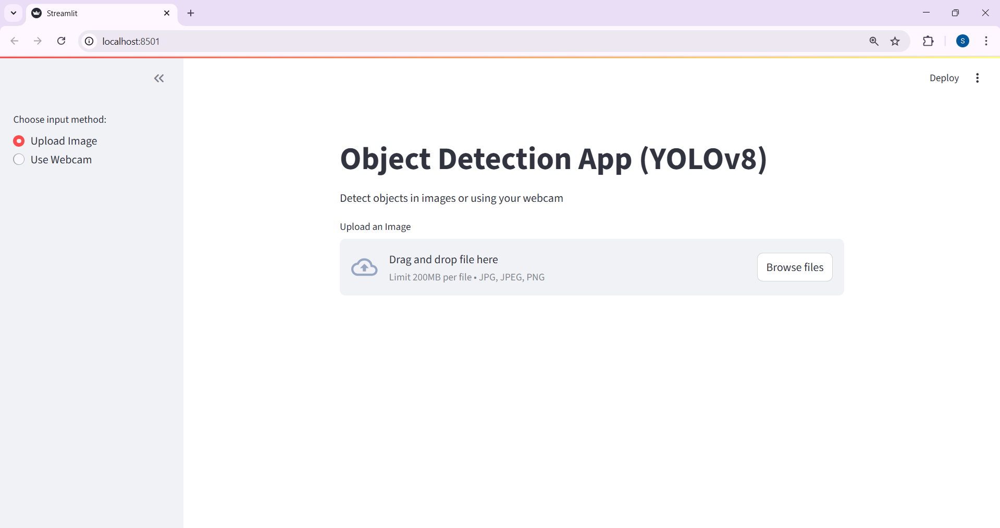 Streamlit
localhost:8501
S
Deploy
Choose input method:
Upload Image
Use Webcam
Object Detection App (YOLOv8)
Detect objects in images or using your webcam
Upload an Image
Drag and drop file here
Limit 200MB per file • JPG, JPEG, PNG
Browse files